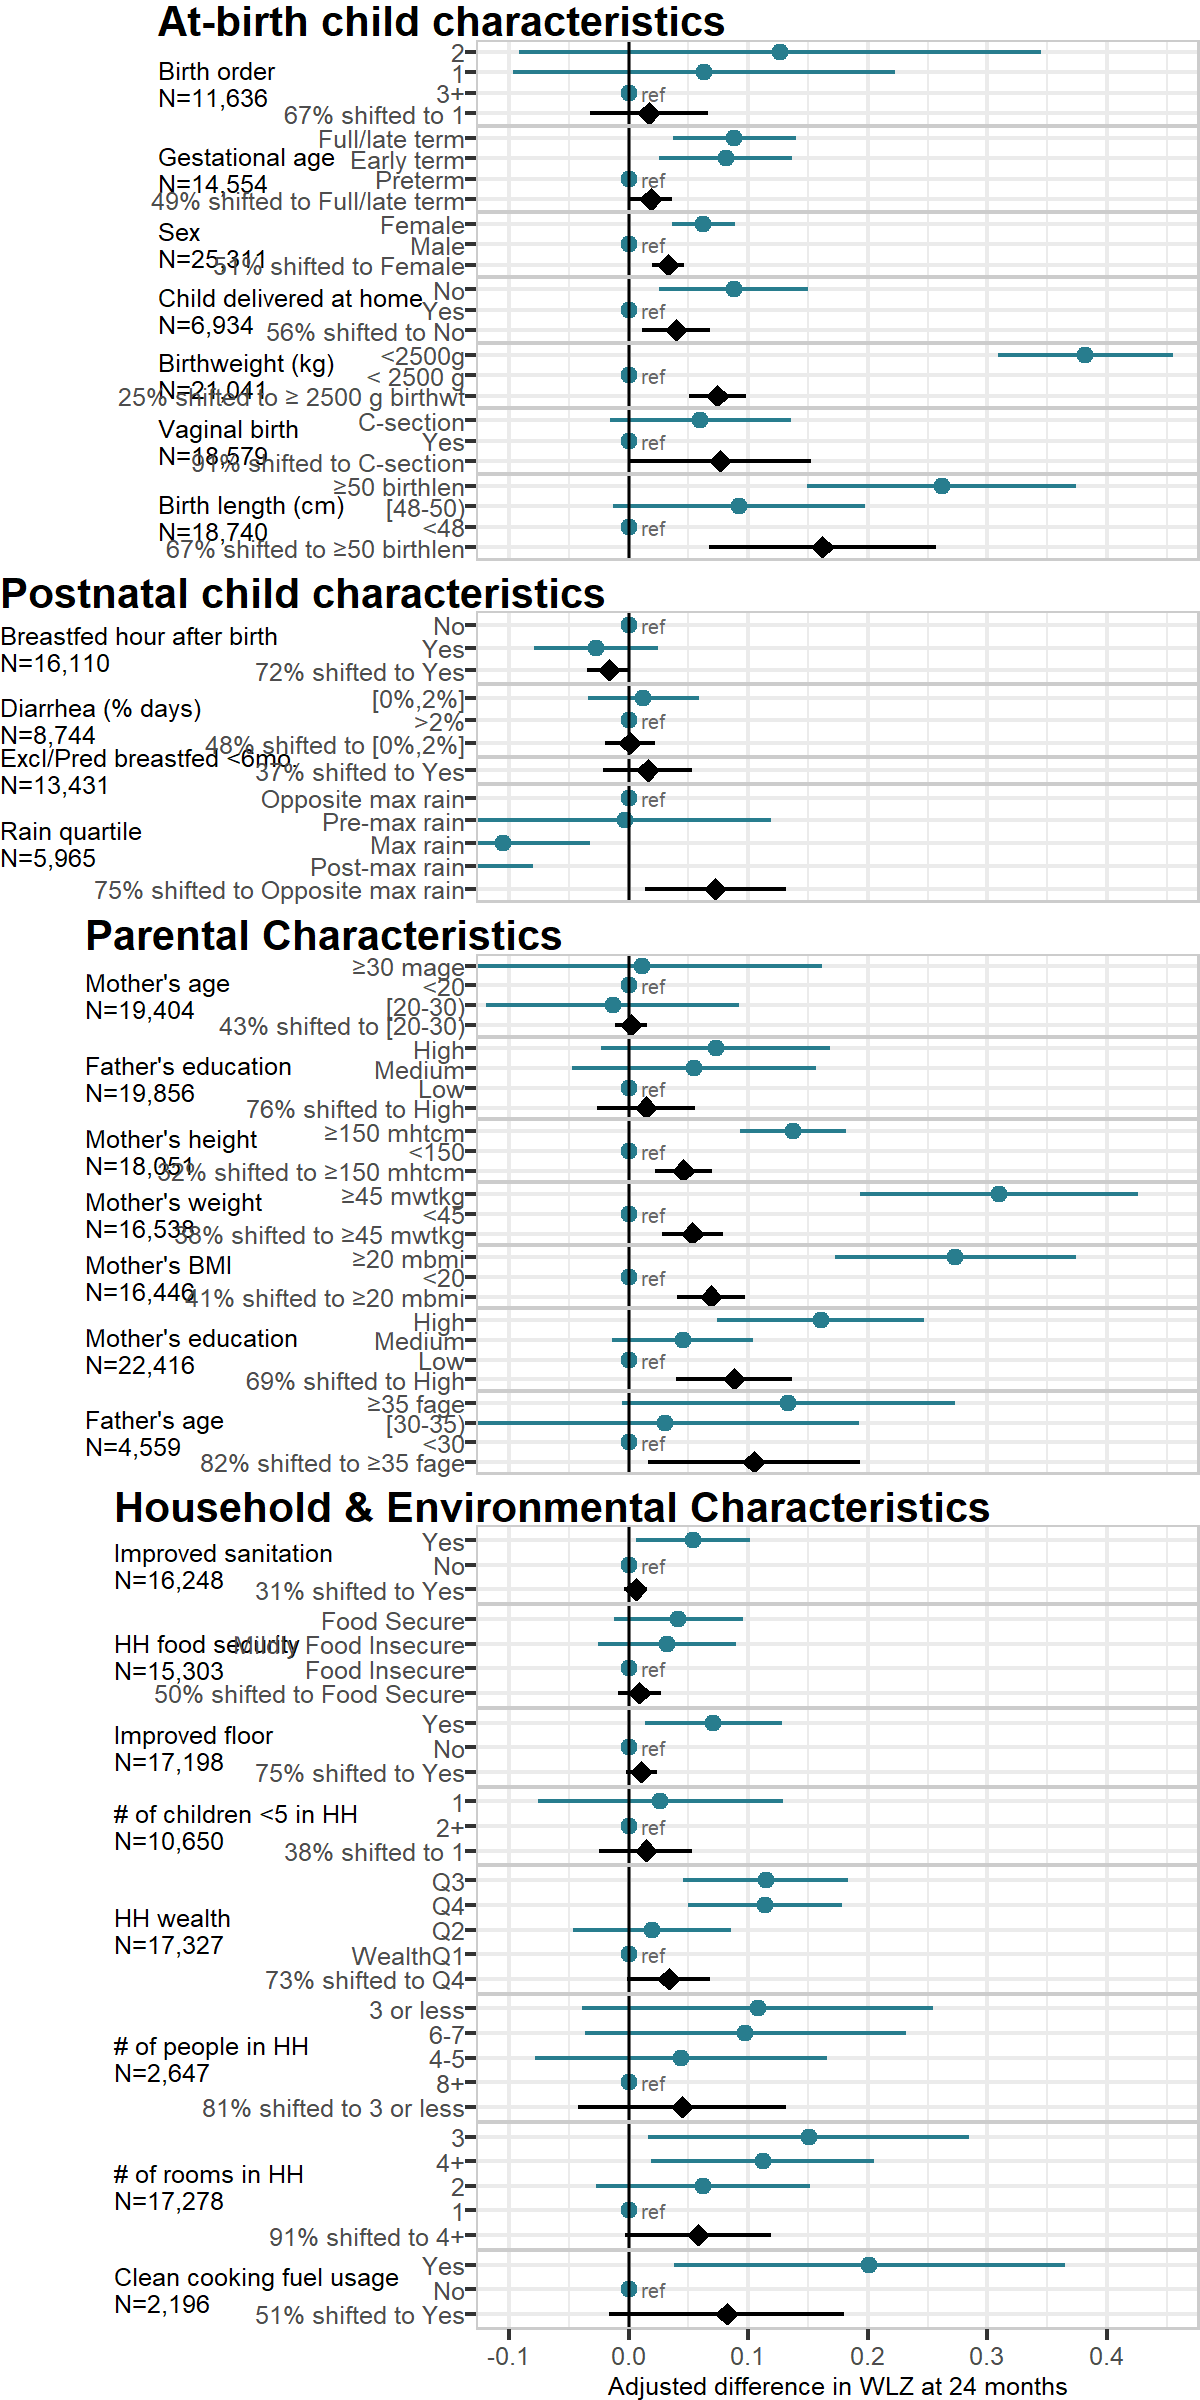 At-birth child characteristics
Birth order
N=11,636
2
1
3+
ref
67% shifted to 1
Gestational age
N=14,554
Full/late term
Early term
Preterm
ref
49% shifted to Full/late term
Sex
N=25,311
Female
Male
ref
51% shifted to Female
Child delivered at home
N=6,934
No
Yes
ref
56% shifted to No
Birthweight (kg)
N=21,041
<2500g
< 2500 g
ref
25% shifted to ≥ 2500 g birthwt
Vaginal birth
N=18,579
C-section
Yes
ref
91% shifted to C-section
Birth length (cm)
N=18,740
≥50 birthlen
[48-50)
<48
ref
67% shifted to ≥50 birthlen
Postnatal child characteristics
Breastfed hour after birth
N=16,110
No
ref
Yes
72% shifted to Yes
Diarrhea (% days)
N=8,744
[0%,2%]
>2%
ref
48% shifted to [0%,2%]
Excl/Pred breastfed <6mo.
N=13,431
37% shifted to Yes
Rain quartile
N=5,965
Opposite max rain
ref
Pre-max rain
Max rain
Post-max rain
75% shifted to Opposite max rain
Parental Characteristics
Mother's age
N=19,404
≥30 mage
<20
ref
[20-30)
43% shifted to [20-30)
Father's education
N=19,856
High
Medium
Low
ref
76% shifted to High
Mother's height
N=18,051
≥150 mhtcm
<150
ref
32% shifted to ≥150 mhtcm
Mother's weight
N=16,538
≥45 mwtkg
<45
ref
38% shifted to ≥45 mwtkg
Mother's BMI
N=16,446
≥20 mbmi
<20
ref
41% shifted to ≥20 mbmi
Mother's education
N=22,416
High
Medium
Low
ref
69% shifted to High
Father's age
N=4,559
≥35 fage
[30-35)
<30
ref
82% shifted to ≥35 fage
Household & Environmental Characteristics
Improved sanitation
N=16,248
Yes
No
ref
31% shifted to Yes
HH food security
N=15,303
Food Secure
Mildly Food Insecure
Food Insecure
ref
50% shifted to Food Secure
Improved floor
N=17,198
Yes
No
ref
75% shifted to Yes
# of children <5 in HH
N=10,650
1
2+
ref
38% shifted to 1
HH wealth
N=17,327
Q3
Q4
Q2
WealthQ1
ref
73% shifted to Q4
# of people in HH
N=2,647
3 or less
6-7
4-5
8+
ref
81% shifted to 3 or less
# of rooms in HH
N=17,278
3
4+
2
1
ref
91% shifted to 4+
Clean cooking fuel usage
N=2,196
Yes
No
ref
51% shifted to Yes
-0.1 0.0 0.1 0.2 0.3 0.4
Adjusted difference in WLZ at 24 months